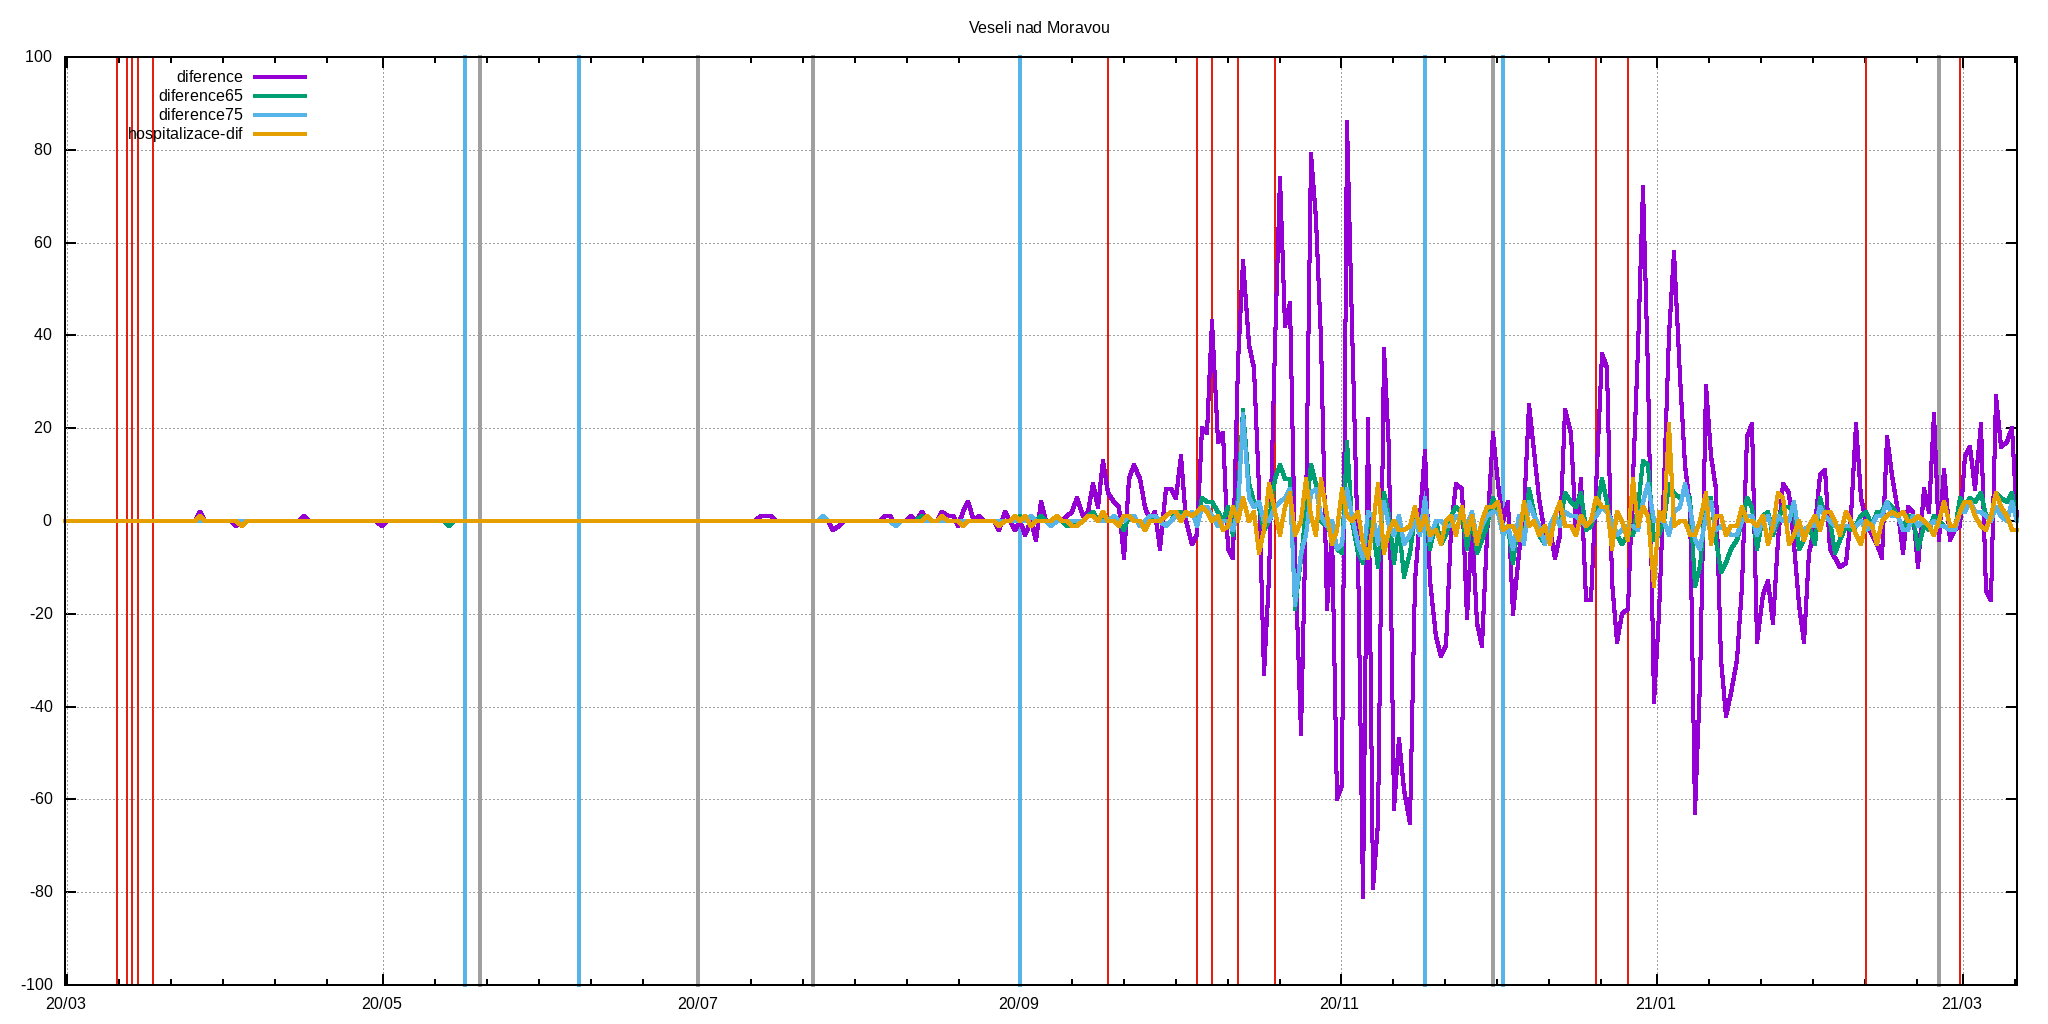 Veseli nad Moravou
100
80
60
40
20
0
-20
-40
-60
-80
-100
diference
diference65
diference75
hospitalizace-dif
20/03 20/05 20/07 20/09 20/11 21/01 21/03